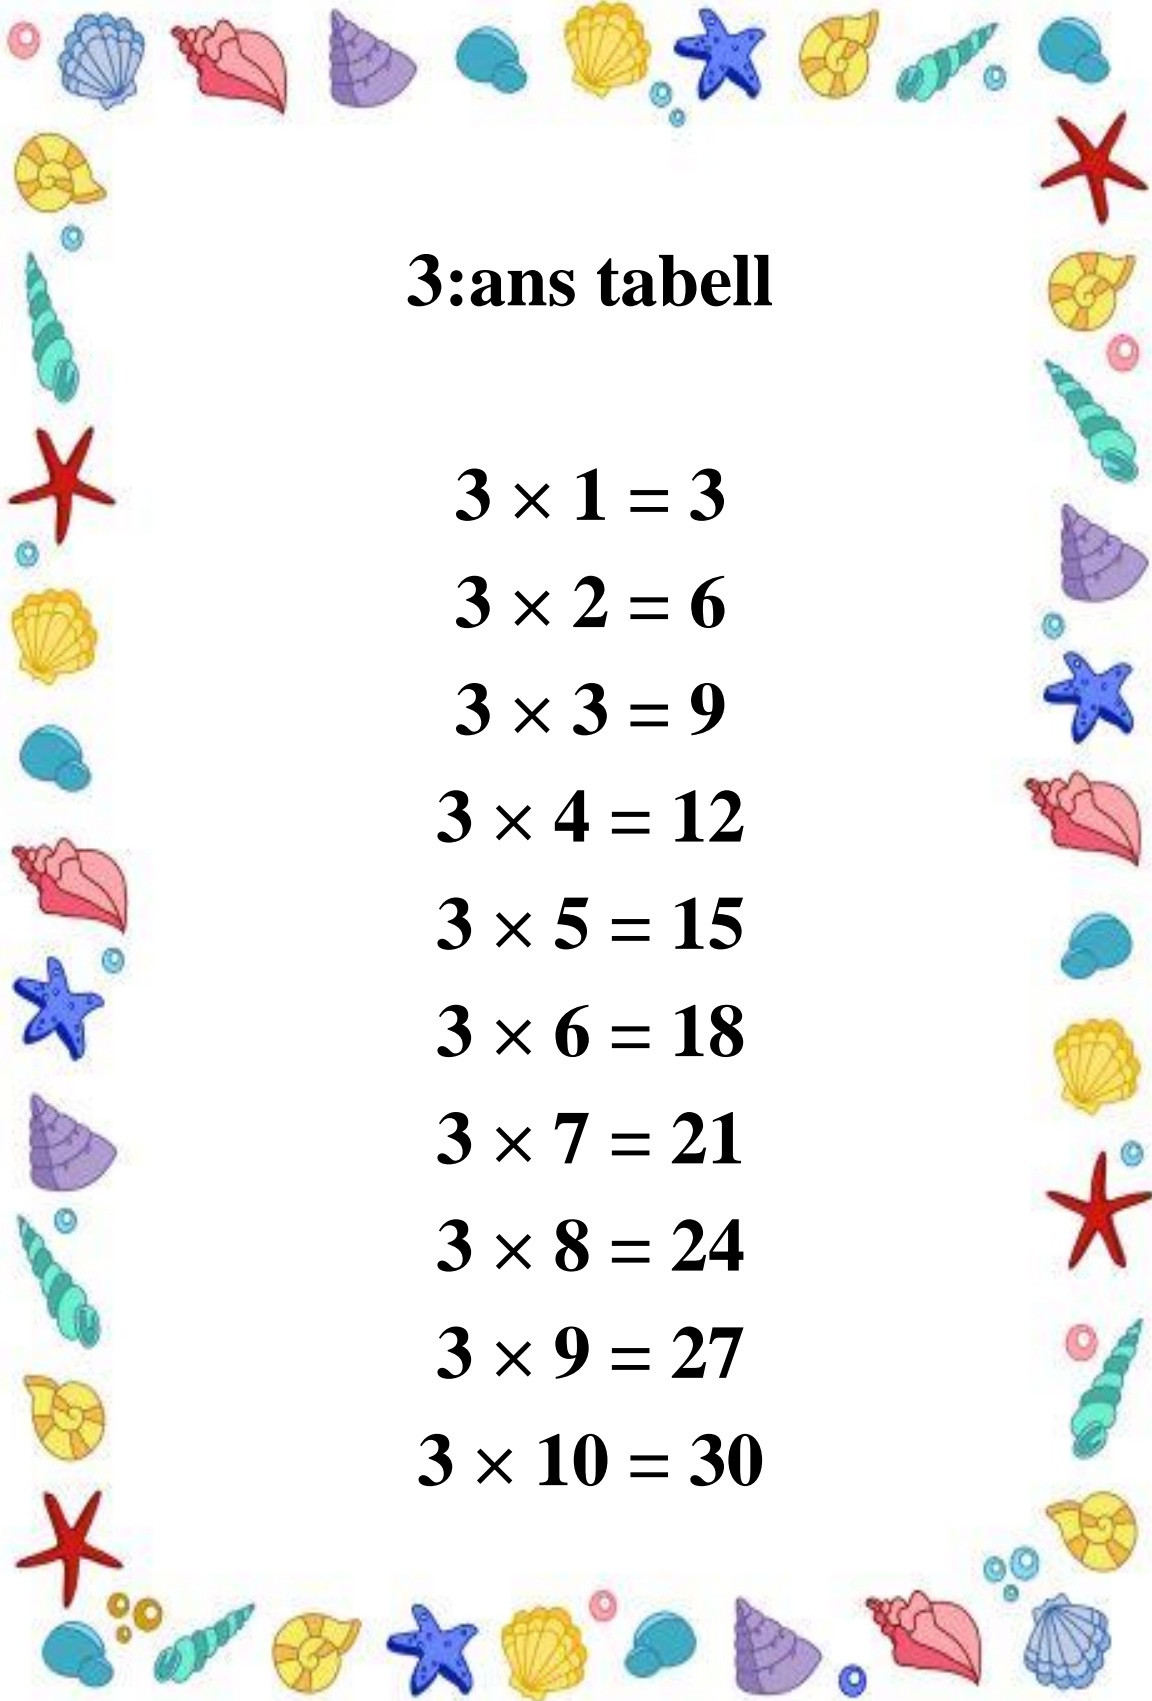 3:ans tabell
3 × 1 = 3
3 × 2 = 6
3 × 3 = 9
3 × 4 = 12
3 × 5 = 15
3 × 6 = 18
3 × 7 = 21
3 × 8 = 24
3 × 9 = 27
3 × 10 = 30